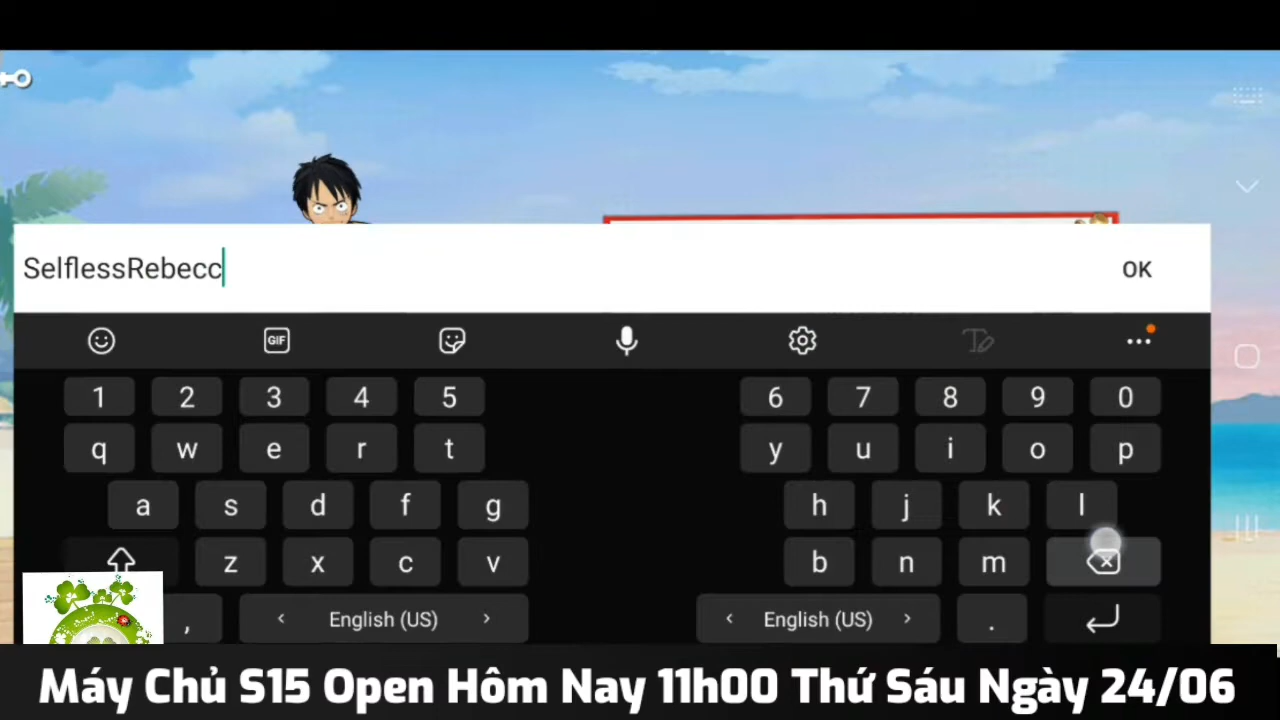 SelflessRebecc
OK
GIF
1 2 3 4 5 6 7 8 9 0
q w e r t y u i o p
a s d f g h j k l
z x c v b n m
, < English (US) > < English (US) > .
Máy Chủ S15 Open Hôm Nay 11h00 Thứ Sáu Ngày 24/06